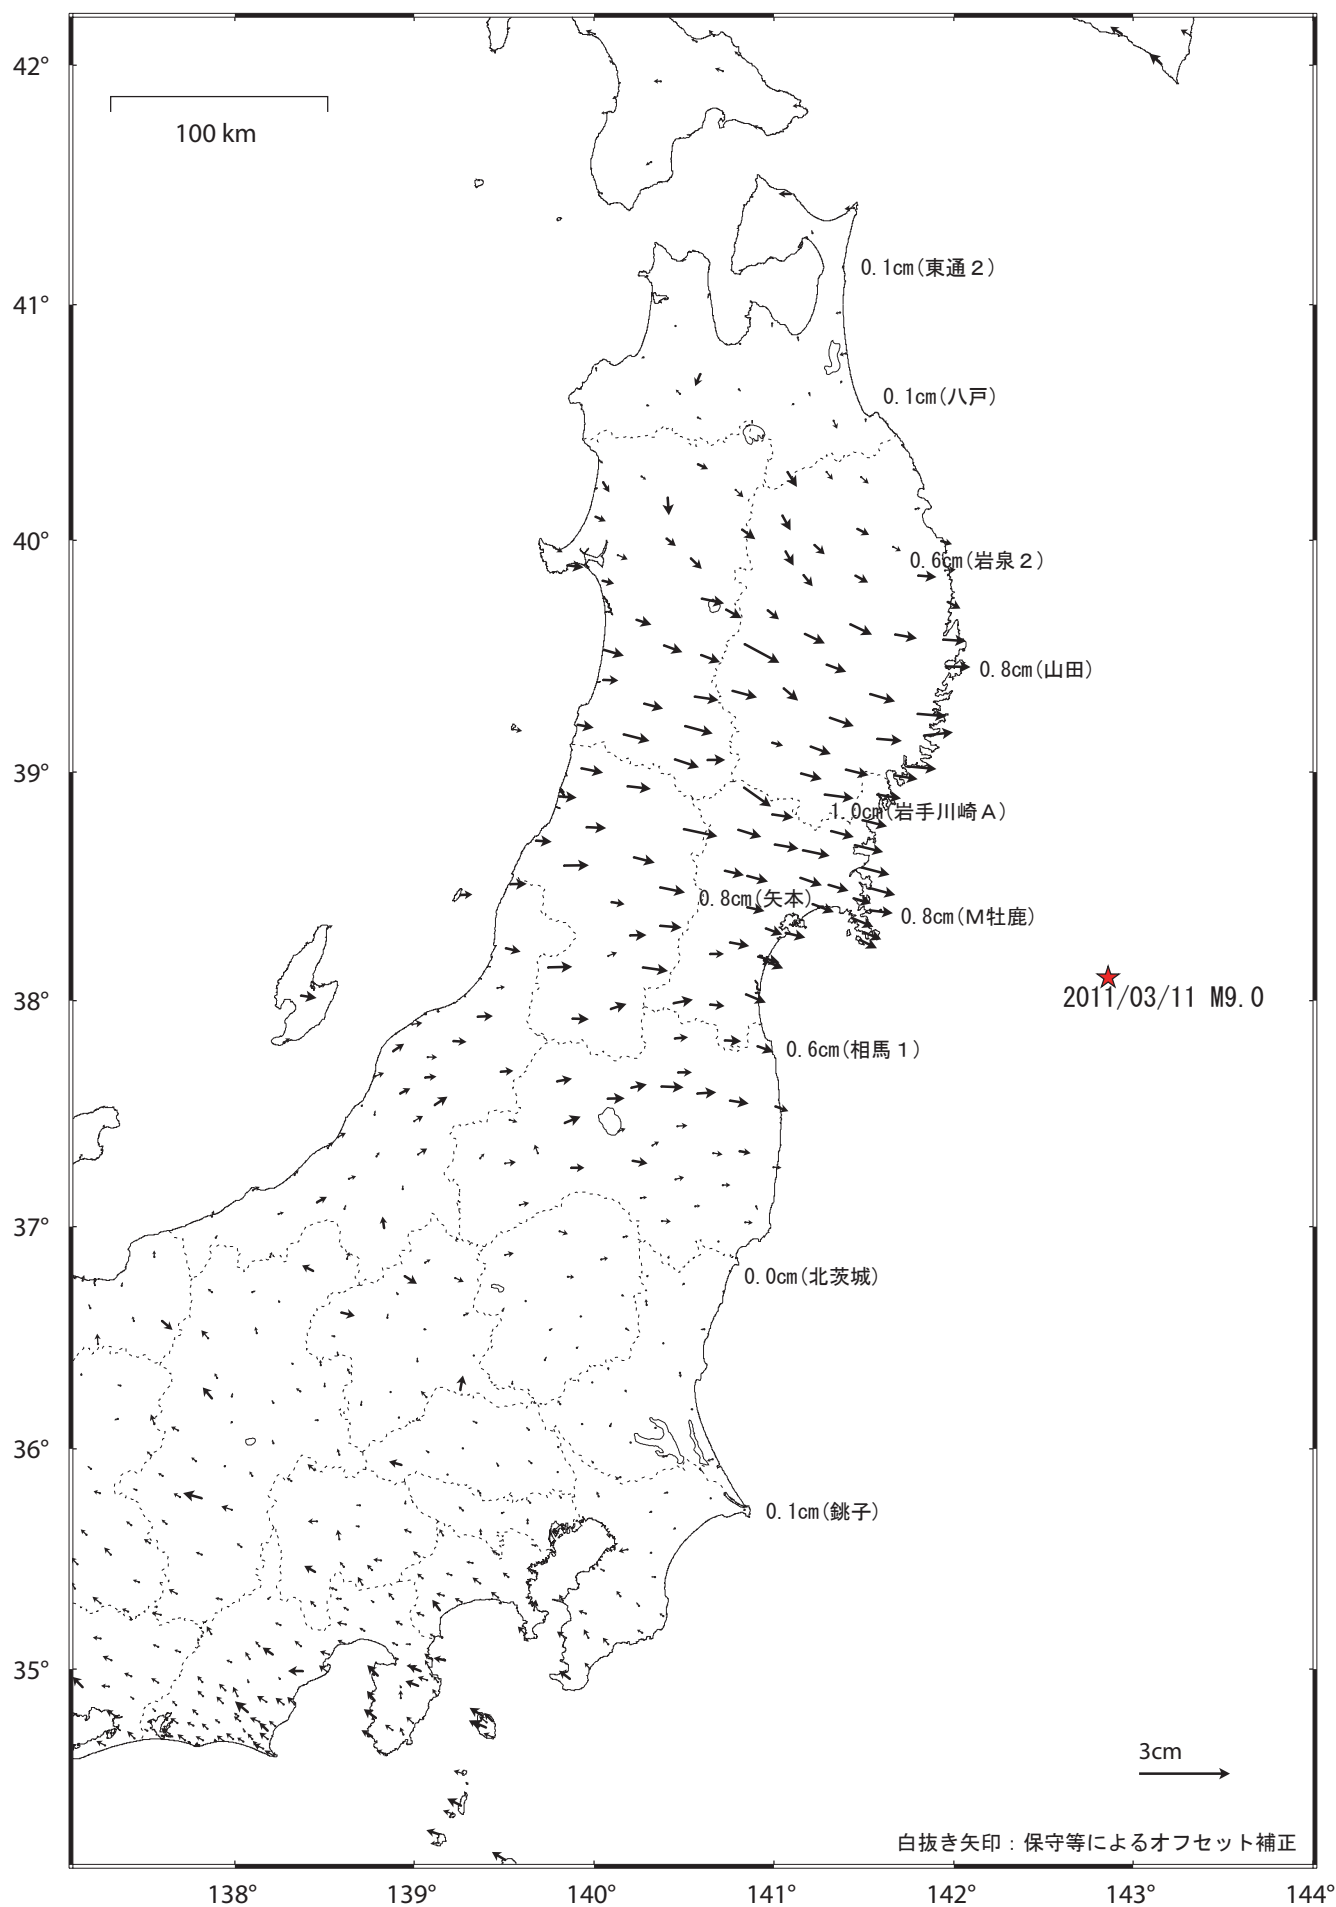 42°
100 km
0.1cm(東通２)
41°
0.1cm(八戸)
40°
0.6cm(岩泉２)
0.8cm(山田)
39°
1.0cm(岩手川崎Ａ)
0.8cm(矢本)
0.8cm(Ｍ牡鹿)
38°
2011/03/11 M9.0
0.6cm(相馬１)
37°
0.0cm(北茨城)
36°
0.1cm(銚子)
35°
3cm
白抜き矢印：保守等によるオフセット補正
138° 139° 140° 141° 142° 143° 144°